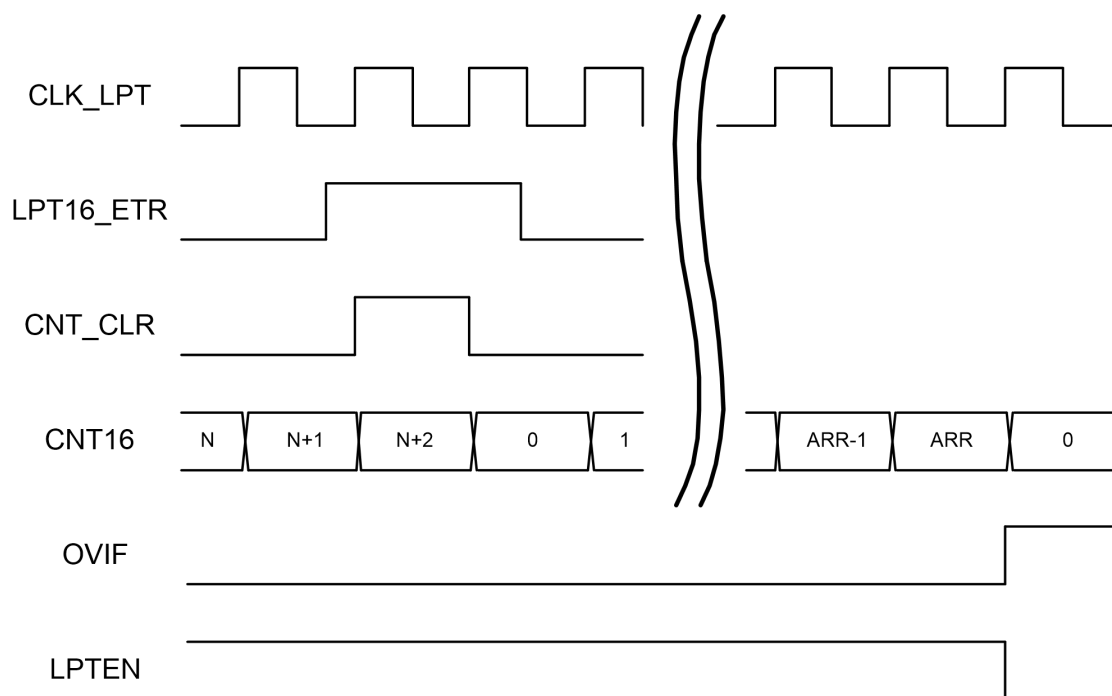 CLK_LPT
LPT16_ETR
CNT_CLR
CNT16 N N+1 N+2 0 1 ARR-1 ARR 0
OVIF
LPTEN